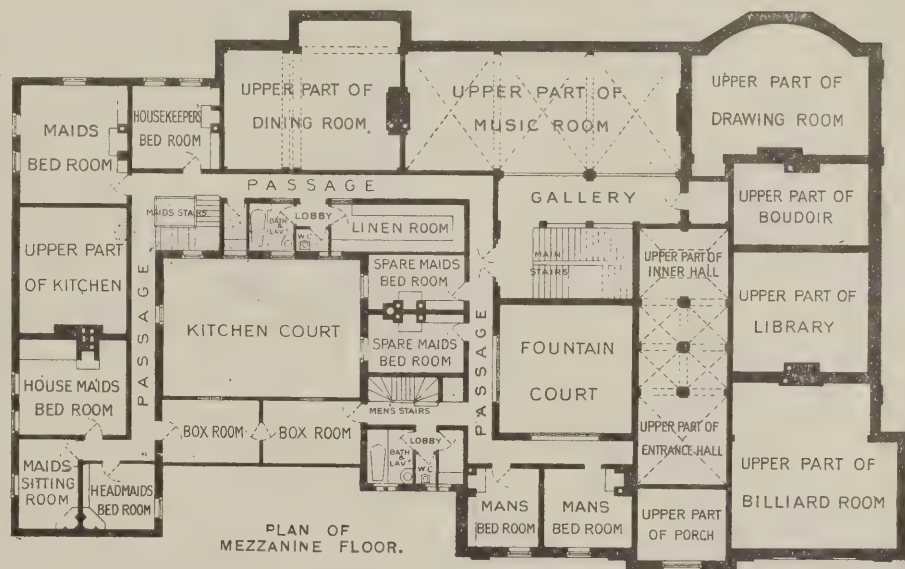 UPPER PART OF
DINING ROOM.
UPPER PART OF
MUSIC ROOM
UPPER PART OF
DRAWING ROOM
MAIDS
BED ROOM
HOUSEKEEPERS
BED ROOM
PASSAGE
GALLERY
UPPER PART OF
BOUDOIR
MAIDS STAIRS
BATH
& LAV
LOBBY
WC
LINEN ROOM
UPPER PART
OF KITCHEN
PASSAGE
KITCHEN COURT
SPARE MAIDS
BED ROOM
SPARE MAIDS
BED ROOM
PASSAGE
MAIN
STAIRS
UPPER PART OF
INNER HALL
UPPER PART OF
LIBRARY
FOUNTAIN
COURT
HOUSE MAIDS
BED ROOM
BOX ROOM
BOX ROOM
MENS STAIRS
LOBBY
BATH
&
LAVY
WC
UPPER PART OF
ENTRANCE HALL
UPPER PART OF
BILLIARD ROOM
MAIDS
SITTING
ROOM
HEADMAIDS
BED ROOM
MANS
BED ROOM
MANS
BED ROOM
UPPER PART
OF PORCH
PLAN OF
MEZZANINE FLOOR.